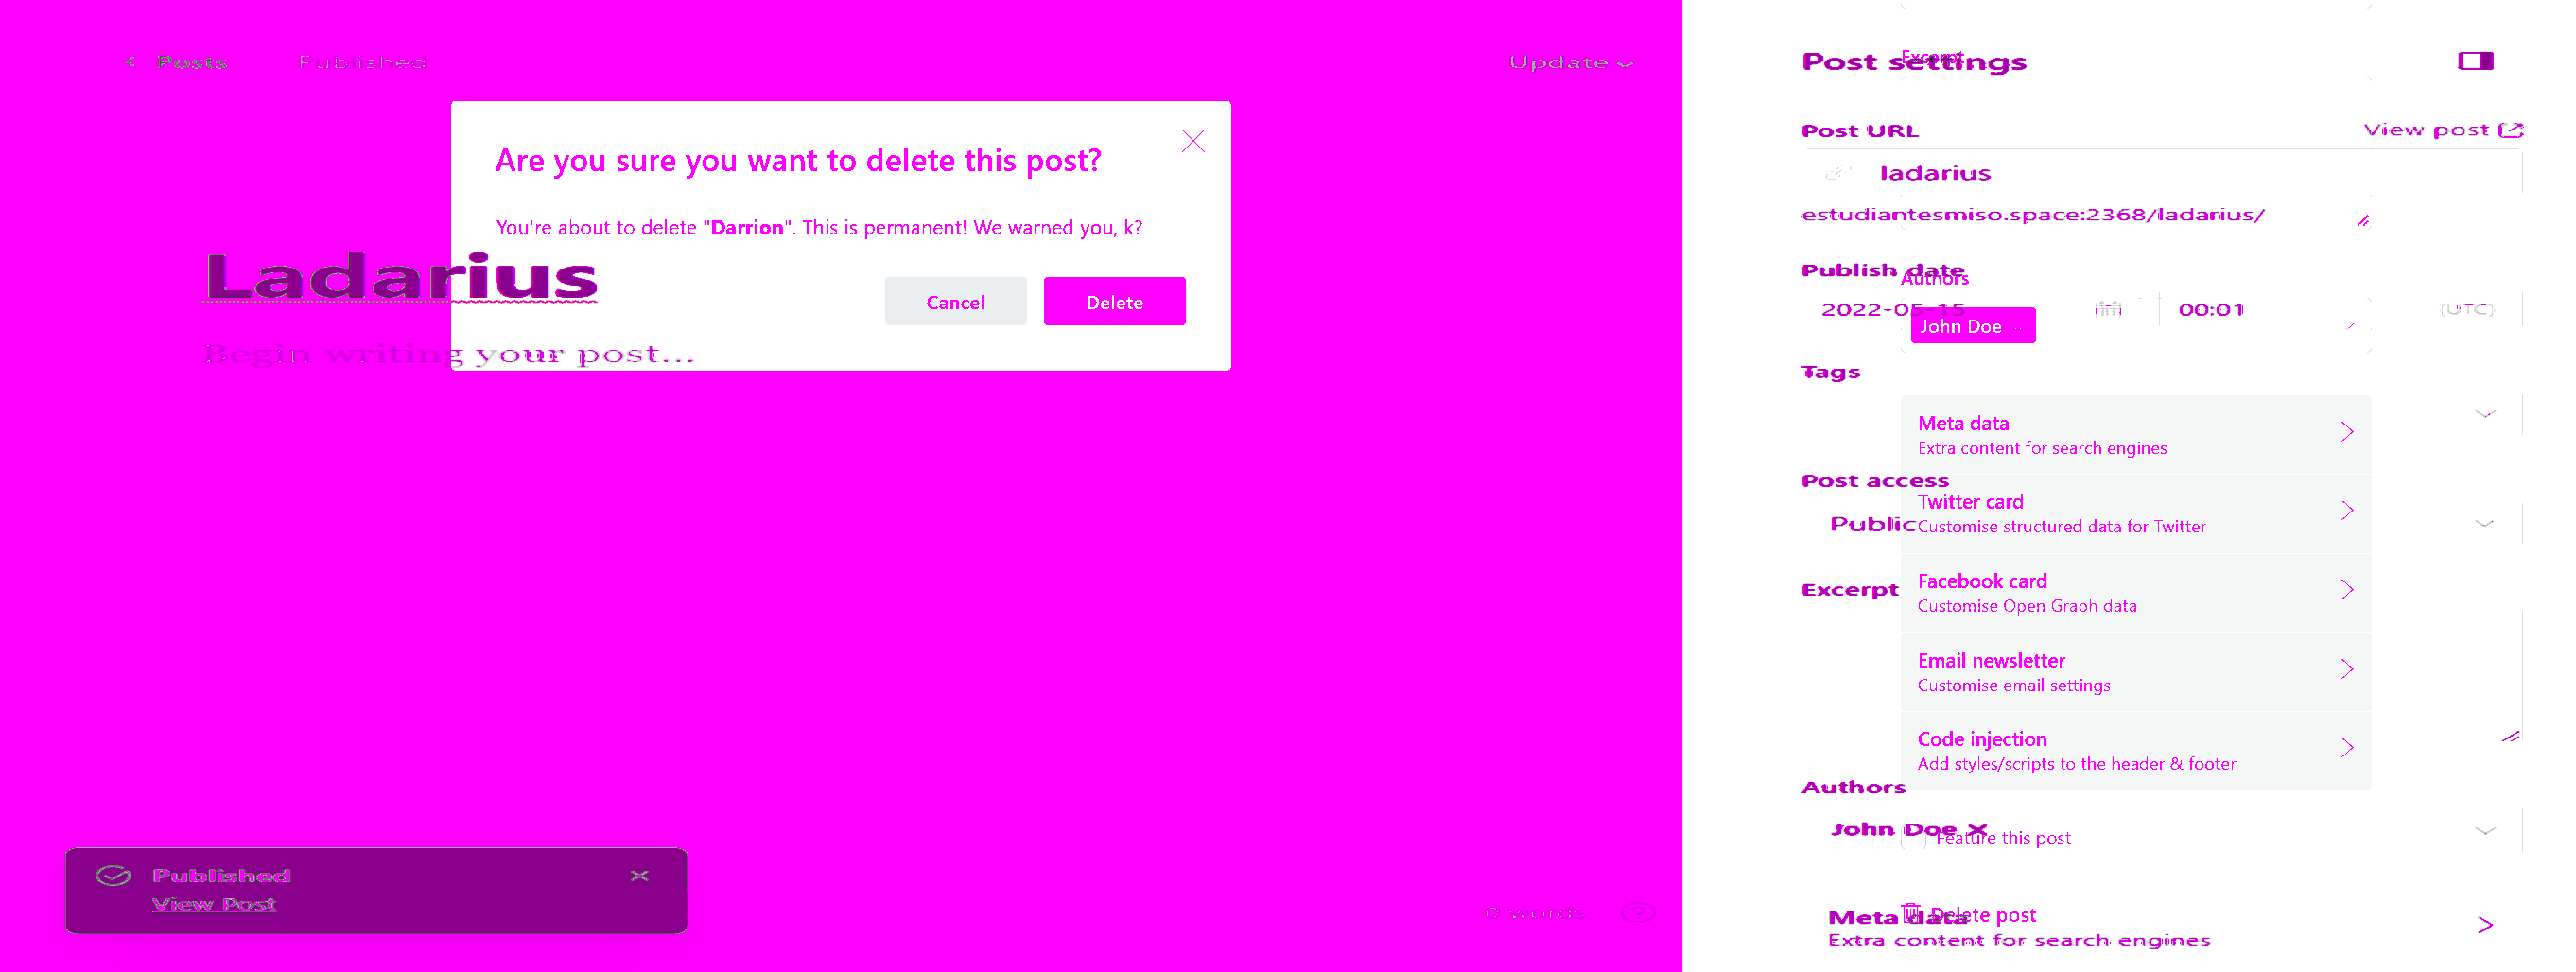 Posts
Published
Update
Are you sure you want to delete this post?
You're about to delete "Darrion". This is permanent! We warned you, k?
Ladarius
Cancel
Delete
Begin writing your post...
Published
View Post
0 words
?
Post settings
Excerpt
Post URL
View post
ladarius
estudiantesmiso.space:2368/ladarius/
Publish date
Authors
2022-05-15
00:01
(UTC)
John Doe
Tags
Meta data
Extra content for search engines
Post access
Twitter card
Public
Customise structured data for Twitter
Facebook card
Excerpt
Customise Open Graph data
Email newsletter
Customise email settings
Code injection
Add styles/scripts to the header & footer
Authors
John Doe
Feature this post
Delete post
Meta data
Extra content for search engines